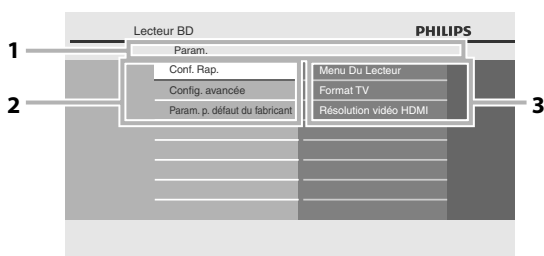 Lecteur BD PHILIPS
1 Param.
Conf. Rap. Menu Du Lecteur
2 Config. avancée Format TV 3
Param. p. défaut du fabricant Résolution vidéo HDMI